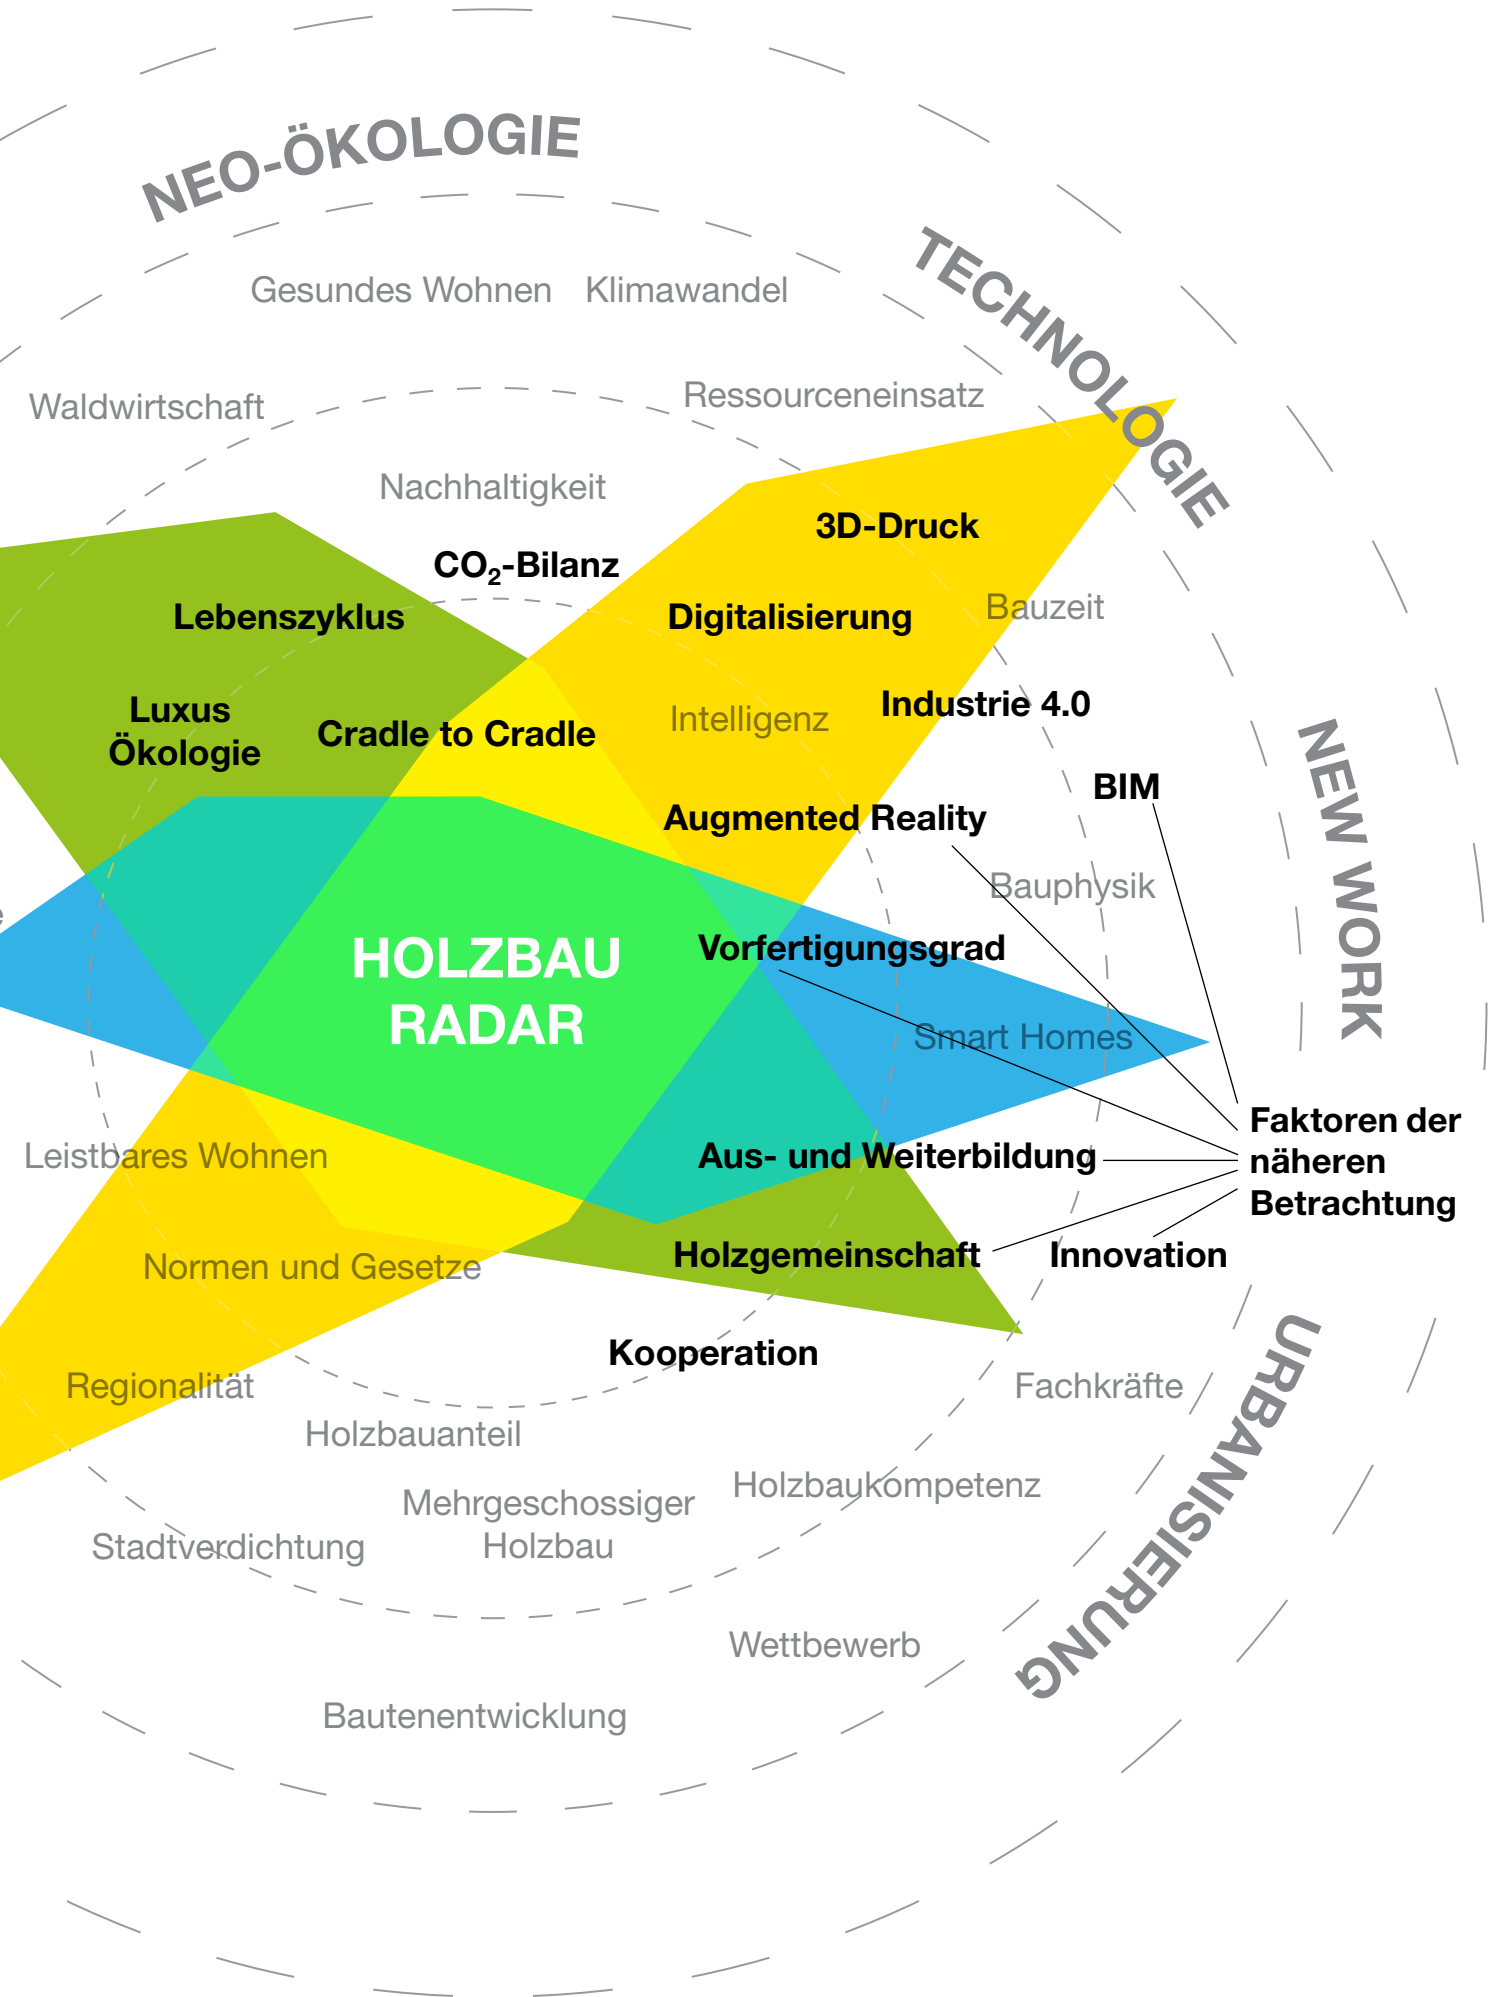 NEO-ÖKOLOGIE
TECHNOLOGIE
Gesundes Wohnen
Klimawandel
Waldwirtschaft
Ressourceneinsatz
Nachhaltigkeit
3D-Druck
CO₂-Bilanz
Lebenszyklus
Digitalisierung
Bauzeit
Luxus
Ökologie
Cradle to Cradle
Intelligenz
Industrie 4.0
NEW WORK
BIM
Augmented Reality
Bauphysik
e
HOLZBAU
RADAR
Vorfertigungsgrad
Smart Homes
Faktoren der
näheren
Betrachtung
Leistbares Wohnen
Aus- und Weiterbildung
Normen und Gesetze
Holzgemeinschaft
Innovation
Kooperation
URBANISIERUNG
Regionalität
Fachkräfte
Holzbauanteil
Mehrgeschossiger
Holzbau
Holzbaukompetenz
Stadtverdichtung
Wettbewerb
Bautenentwicklung